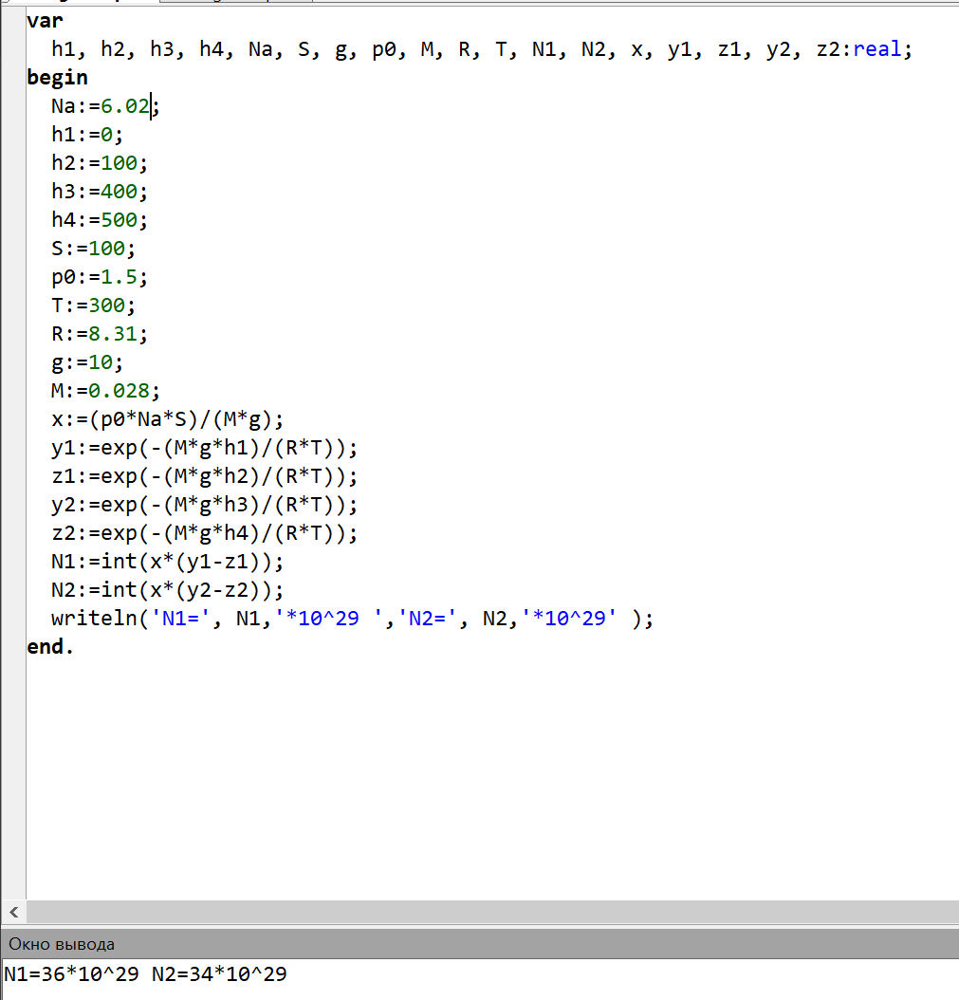 var
h1, h2, h3, h4, Na, S, g, p0, M, R, T, N1, N2, x, y1, z1, y2, z2:real;
begin
Na:=6.02;
h1:=0;
h2:=100;
h3:=400;
h4:=500;
S:=100;
p0:=1.5;
T:=300;
R:=8.31;
g:=10;
M:=0.028;
x:=(p0*Na*S)/(M*g);
y1:=exp(-(M*g*h1)/(R*T));
z1:=exp(-(M*g*h2)/(R*T));
y2:=exp(-(M*g*h3)/(R*T));
z2:=exp(-(M*g*h4)/(R*T));
N1:=int(x*(y1-z1));
N2:=int(x*(y2-z2));
writeln('N1=', N1,'*10^29 ','N2=', N2,'*10^29' );
end.
Окно вывода
N1=36*10^29 N2=34*10^29